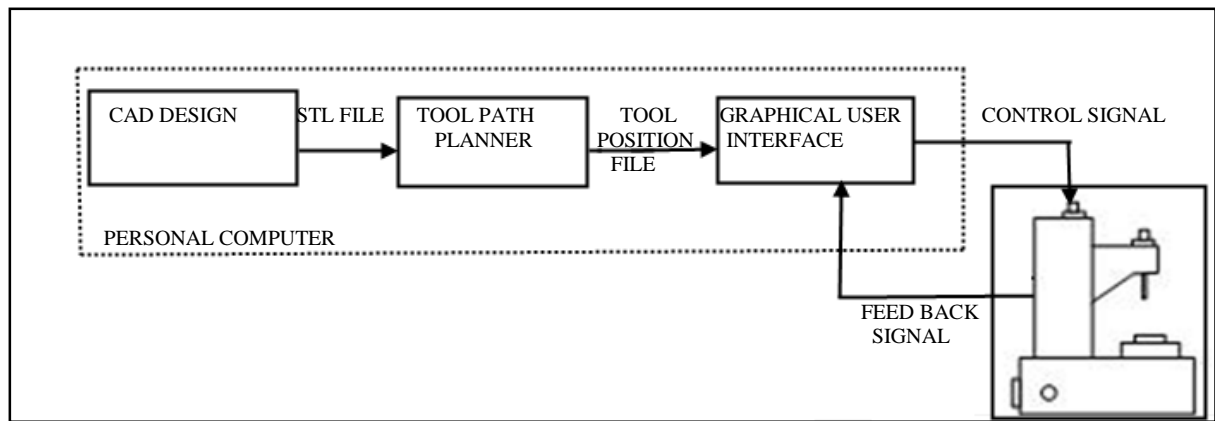 CAD DESIGN
STL FILE
TOOL PATH
PLANNER
TOOL
POSITION
FILE
GRAPHICAL USER
INTERFACE
CONTROL SIGNAL
PERSONAL COMPUTER
FEED BACK
SIGNAL